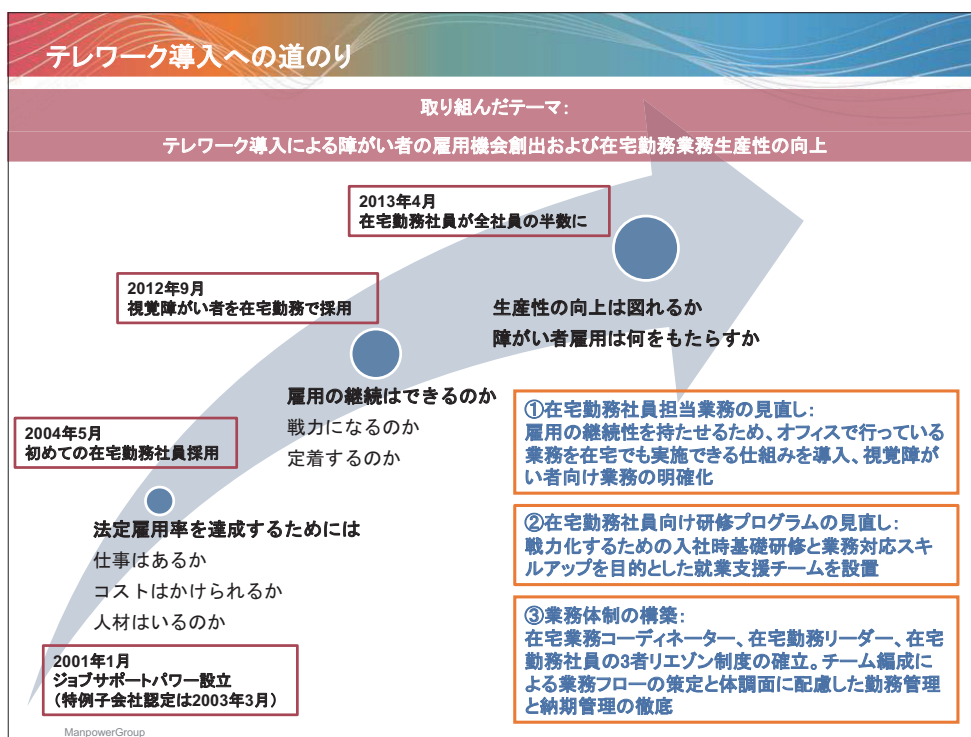 テレワーク導入への道のり
取り組んだテーマ：
テレワーク導入による障がい者の雇用機会創出および在宅勤務業務生産性の向上
2013年4月
在宅勤務社員が全社員の半数に
2012年9月
視覚障がい者を在宅勤務で採用
生産性の向上は図れるか
障がい者雇用は何をもたらすか
雇用の継続はできるのか
戦力になるのか
定着するのか
2004年5月
初めての在宅勤務社員採用
法定雇用率を達成するためには
仕事はあるか
コストはかけられるか
人材はいるのか
2001年1月
ジョブサポートパワー設立
（特例子会社認定は2003年3月）
①在宅勤務社員担当業務の見直し：
雇用の継続性を持たせるため、オフィスで行っている
業務を在宅でも実施できる仕組みを導入、視覚障が
い者向け業務の明確化
②在宅勤務社員向け研修プログラムの見直し：
戦力化するための入社時基礎研修と業務対応スキ
ルアップを目的とした就業支援チームを設置
③業務体制の構築：
在宅業務コーディネーター、在宅勤務リーダー、在宅
勤務社員の3者リエゾン制度の確立。チーム編成に
よる業務フローの策定と体調面に配慮した勤務管理
と納期管理の徹底
ManpowerGroup